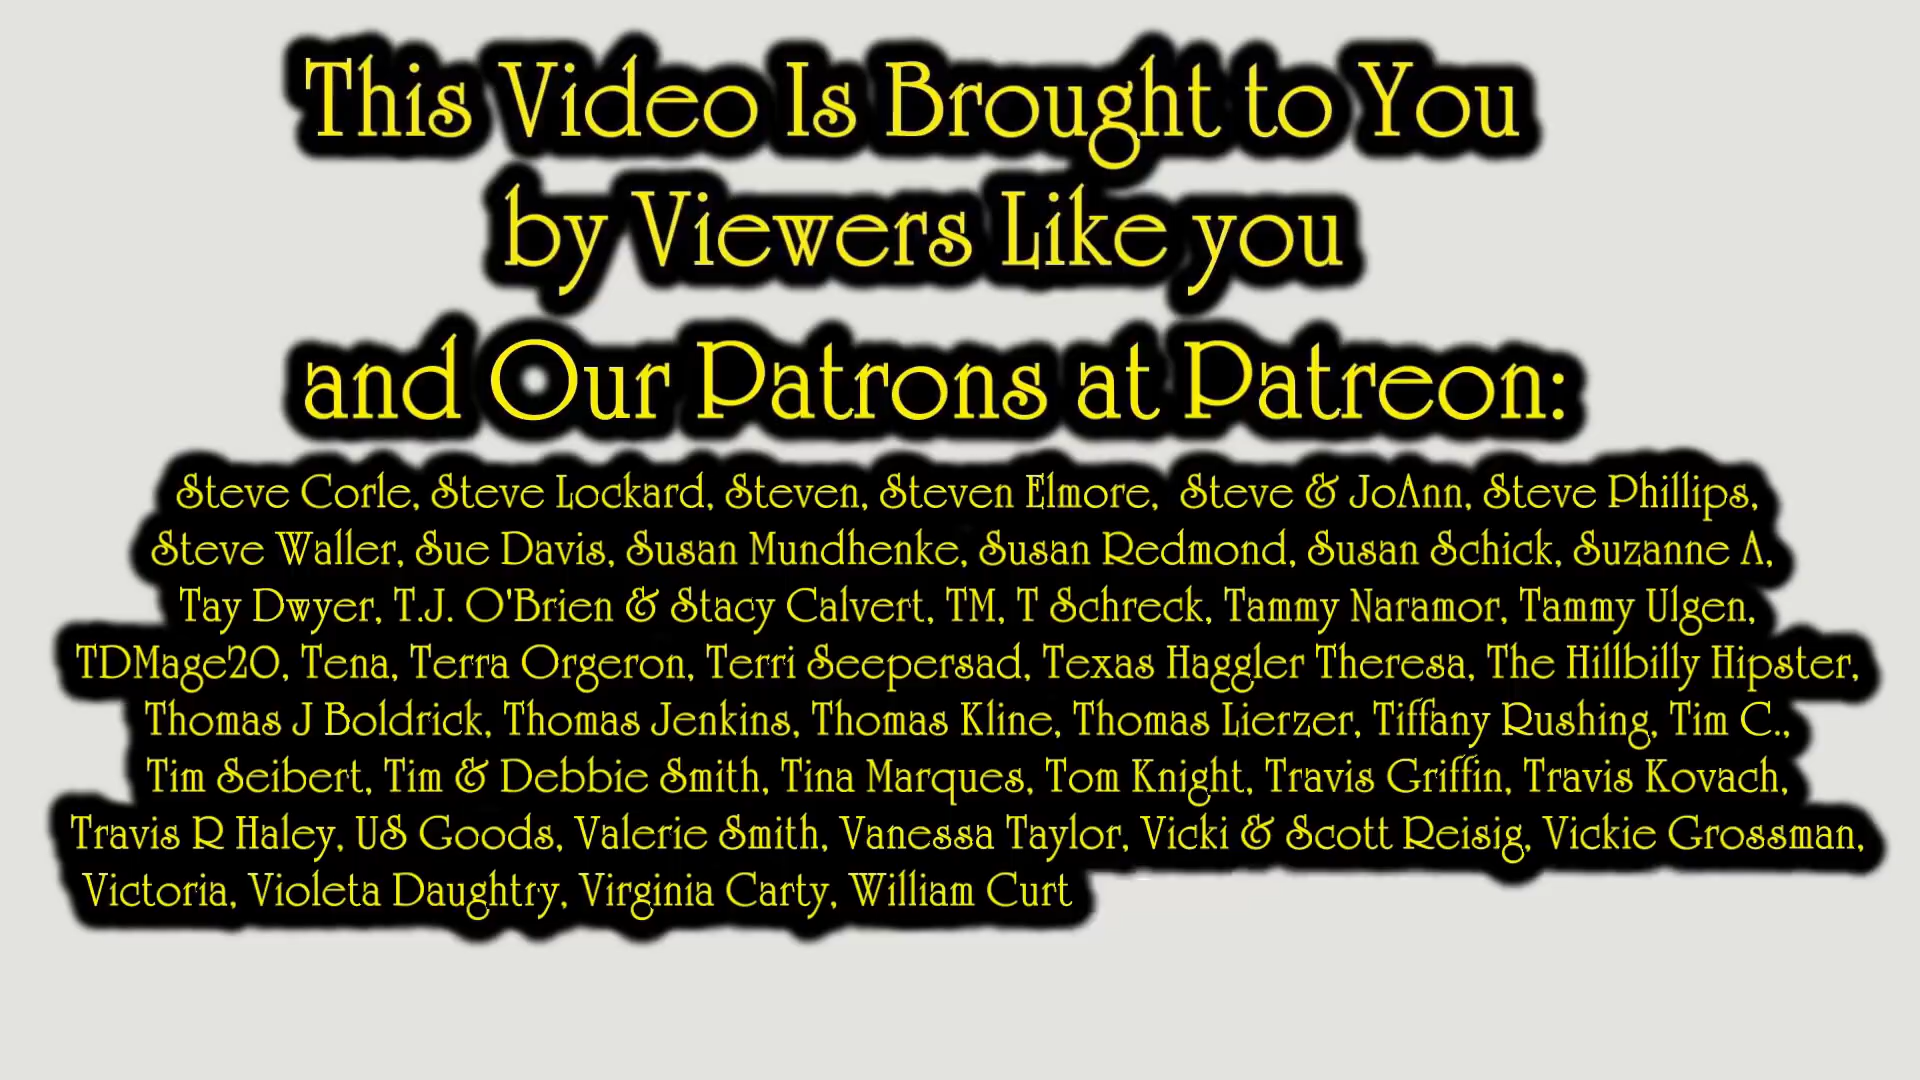 This Video Is Brought to You
by Viewers Like you
and Our Patrons at Patreon:
Steve Corle, Steve Lockard, Steven, Steven Elmore, Steve & JoAnn, Steve Phillips,
Steve Waller, Sue Davis, Susan Mundhenke, Susan Redmond, Susan Schick, Suzanne A,
Tay Dwyer, T.J. O'Brien & Stacy Calvert, TM, T Schreck, Tammy Naramor, Tammy Ulgen,
TDMage20, Tena, Terra Orgeron, Terri Seepersad, Texas Haggler Theresa, The Hillbilly Hipster,
Thomas J Boldrick, Thomas Jenkins, Thomas Kline, Thomas Lierzer, Tiffany Rushing, Tim C.,
Tim Seibert, Tim & Debbie Smith, Tina Marques, Tom Knight, Travis Griffin, Travis Kovach,
Travis R Haley, US Goods, Valerie Smith, Vanessa Taylor, Vicki & Scott Reisig, Vickie Grossman,
Victoria, Violeta Daughtry, Virginia Carty, William Curt